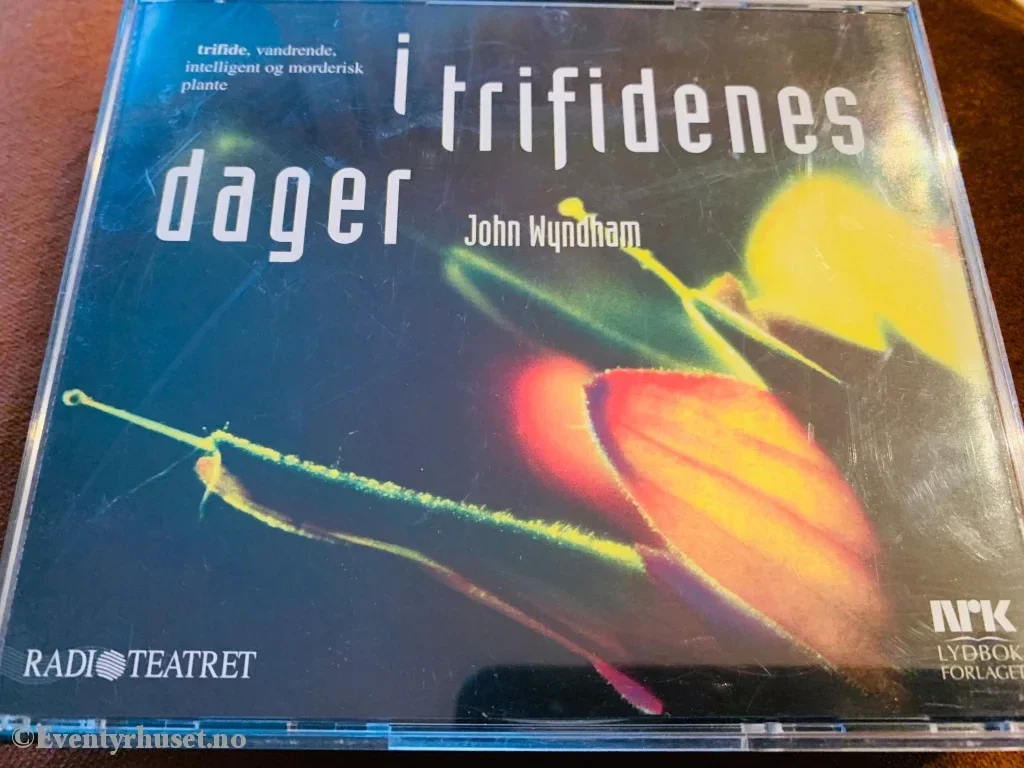 trifide, vandrende,
intelligent og morderisk
plante
i
trifidenes
dager
John Wyndham
RADIOTEATRET
NRK
LYDBOK
FORLAGET
©Eventyrhuset.no